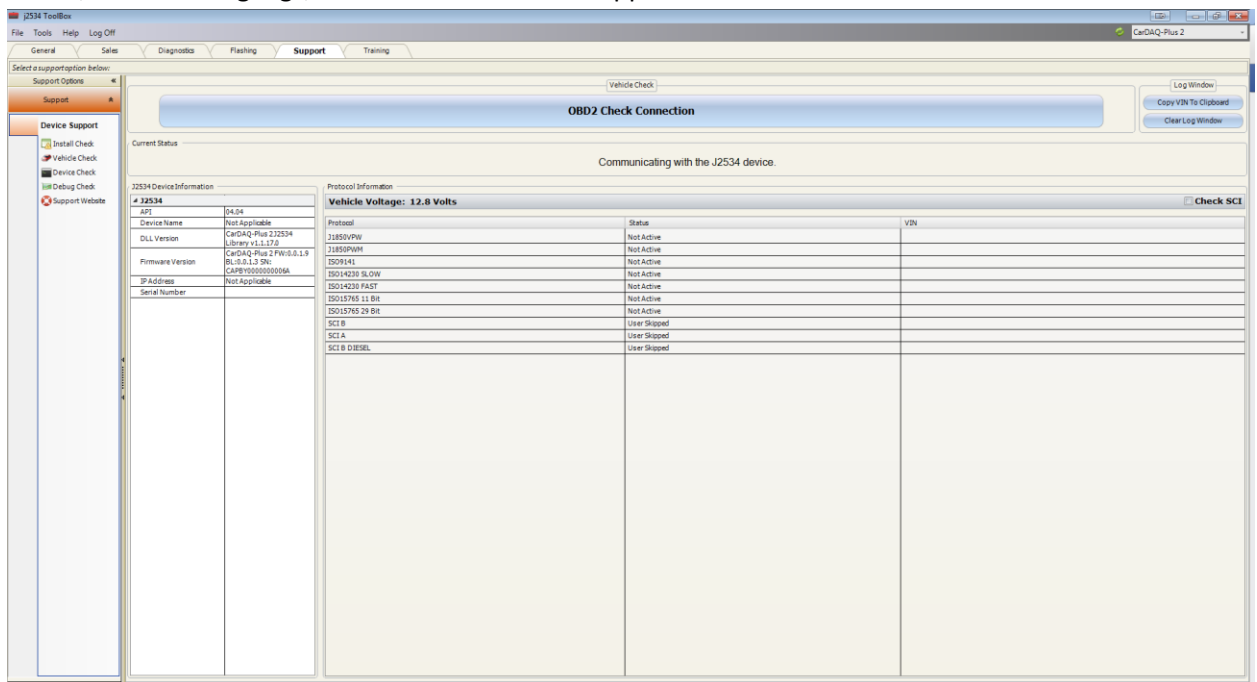 j2534 ToolBox
File Tools Help Log Off
CarDAQ-Plus 2
General Sales Diagnostics Flashing Support Training
Select a support option below:
Support Options
Support
Device Support
Install Check
Vehicle Check
Device Check
Debug Check
Support Website
Vehicle Check
OBD2 Check Connection
Log Window
Copy VIN To Clipboard
Clear Log Window
Current Status
Communicating with the J2534 device.
J2534 Device Information
J2534
API 04.04
Device Name Not Applicable
DLL Version CarDAQ-Plus 2 J2534
Library v1.1.17.0
Firmware Version CarDAQ-Plus 2 FW:0.0.1.9
BL:0.0.1.3 SN:
CAPBY0000000006A
IP Address Not Applicable
Serial Number
Protocol Information
Vehicle Voltage: 12.8 Volts
Check SCI
Protocol Status VIN
J1850VPW Not Active
J1850PWM Not Active
ISO9141 Not Active
ISO14230 SLOW Not Active
ISO14230 FAST Not Active
ISO15765 11 Bit Not Active
ISO15765 29 Bit Not Active
SCI B User Skipped
SCI A User Skipped
SCI B DIESEL User Skipped